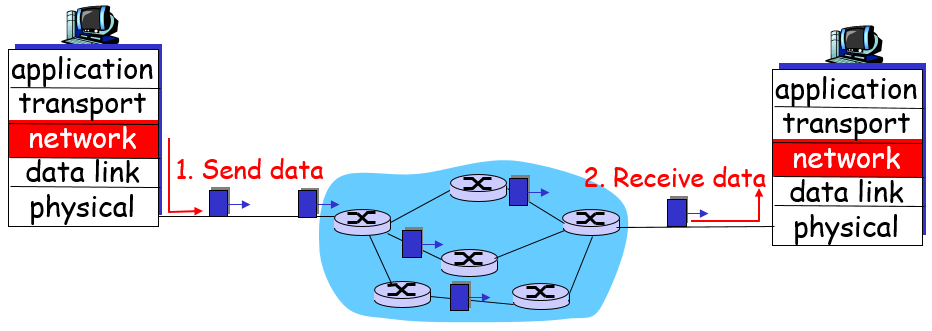 application
transport
network
data link
physical
1. Send data
2. Receive data
application
transport
network
data link
physical